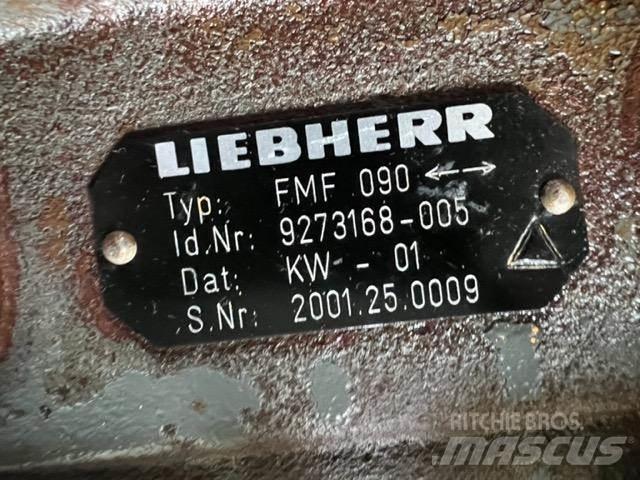 LIEBHERR
Typ: FMF 090 ↔
Id.Nr: 9273168-005
Dat: KW - 01
S.Nr: 2001.25.0009
RITCHIE BROS.
MASCUS